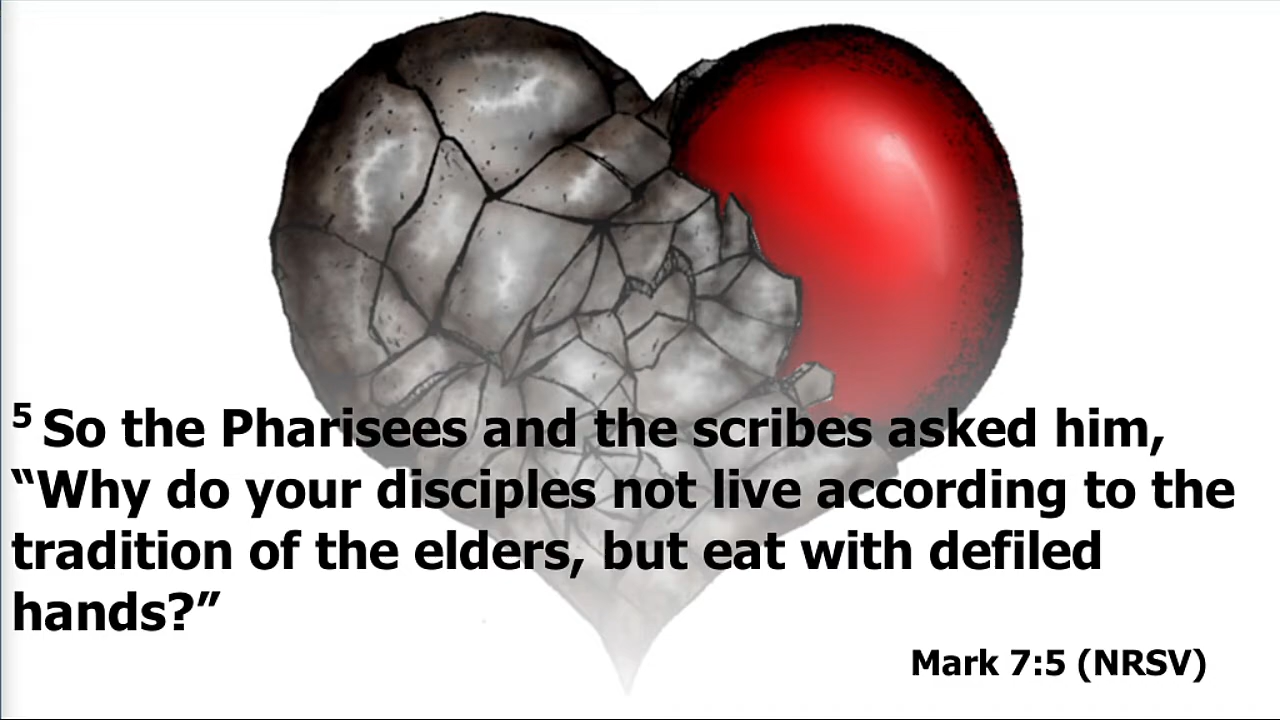 5 So the Pharisees and the scribes asked him,
“Why do your disciples not live according to the
tradition of the elders, but eat with defiled
hands?”
Mark 7:5 (NRSV)